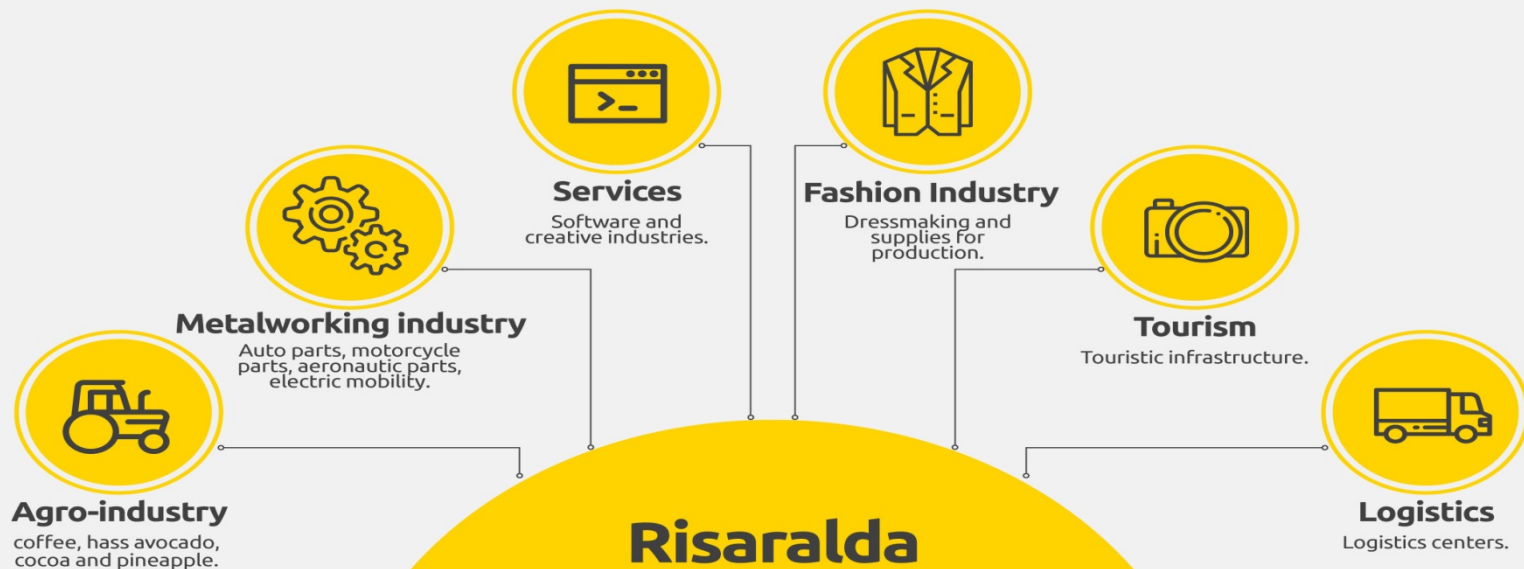 Services
Software and
creative industries.
Fashion Industry
Dressmaking and
supplies for
production.
Metalworking industry
Auto parts, motorcycle
parts, aeronautic parts,
electric mobility.
Tourism
Touristic infrastructure.
Agro-industry
coffee, hass avocado,
cocoa and pineapple.
Logistics
Logistics centers.
Risaralda